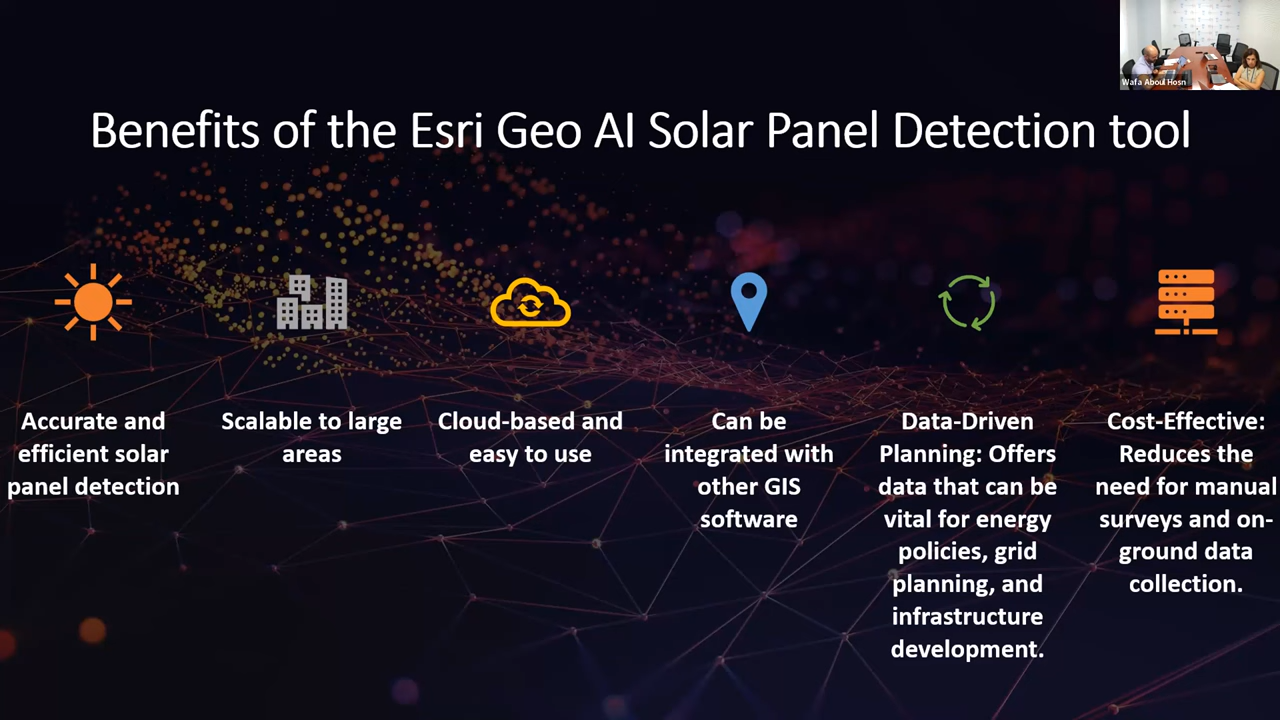 Wafa Aboul Hosn
Benefits of the Esri Geo AI Solar Panel Detection tool
Accurate and
efficient solar
panel detection
Scalable to large
areas
Cloud-based and
easy to use
Can be
integrated with
other GIS
software
Data-Driven
Planning: Offers
data that can be
vital for energy
policies, grid
planning, and
infrastructure
development.
Cost-Effective:
Reduces the
need for manual
surveys and on-
ground data
collection.